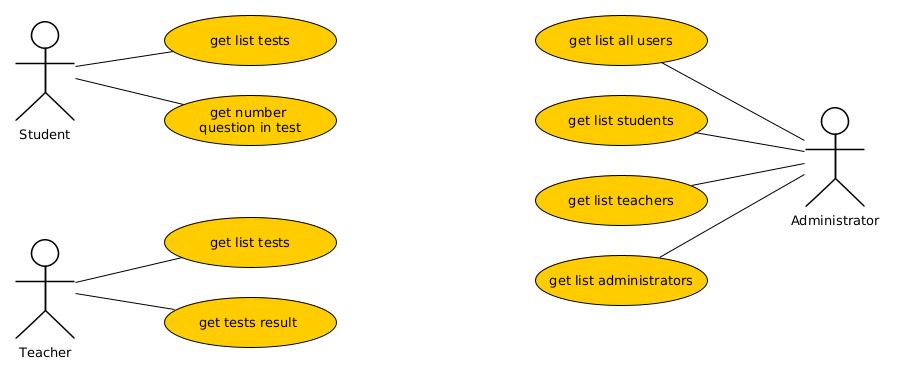 get list tests
get number
question in test
Student
get list tests
get tests result
Teacher
get list all users
get list students
get list teachers
get list administrators
Administrator